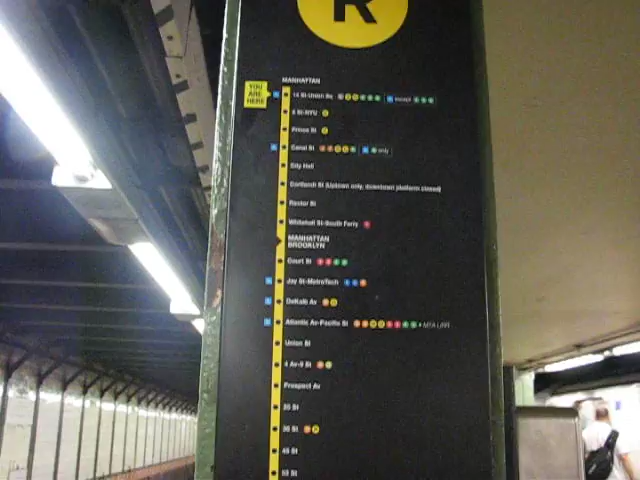 R
MANHATTAN
YOU
ARE
HERE
14 St-Union Sq
8 St-NYU
Prince St
Canal St
only
City Hall
Cortlandt St (Uptown only, downtown platform closed)
Rector St
Whitehall St-South Ferry
MANHATTAN
BROOKLYN
Court St
Jay St-MetroTech
DeKalb Av
Atlantic Av-Pacific St
Union St
4 Av-9 St
Prospect Av
25 St
36 St
45 St
53 St